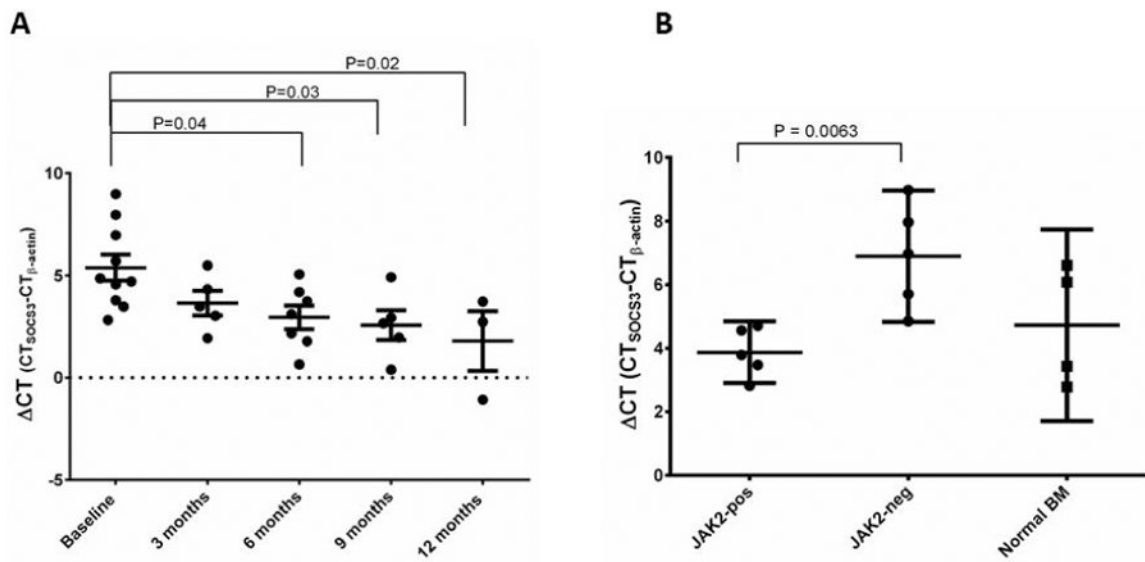 A
P=0.02
P=0.03
P=0.04
10
5
0
-5
ΔCT (CTSOCS3-CTβ-actin)
Baseline
3 months
6 months
9 months
12 months
B
P = 0.0063
10
8
6
4
2
0
ΔCT (CTSOCS3-CTβ-actin)
JAK2-pos
JAK2-neg
Normal BM